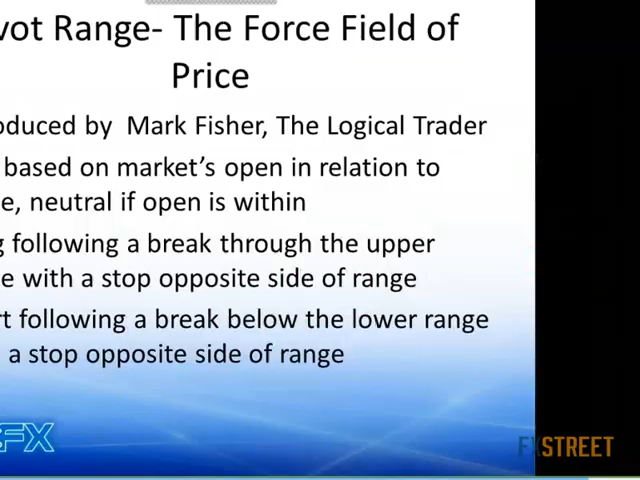 vot Range- The Force Field of
Price
oduced by Mark Fisher, The Logical Trader
based on market's open in relation to
e, neutral if open is within
g following a break through the upper
e with a stop opposite side of range
rt following a break below the lower range
a stop opposite side of range
FX
FXSTREET